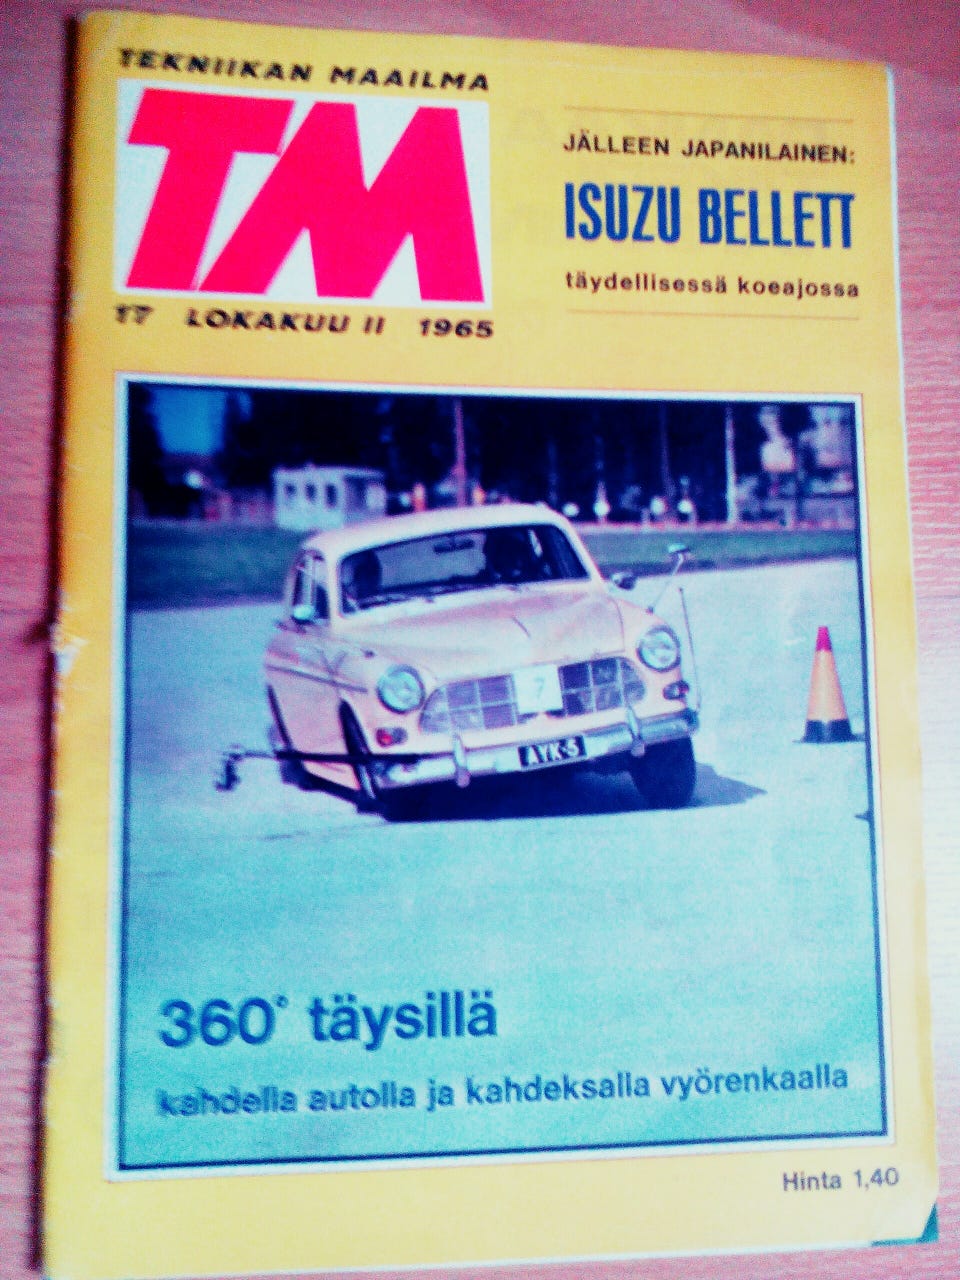 TEKNIIKAN MAAILMA
TM
17 LOKAKUU II 1965
JÄLLEEN JAPANILAINEN:
ISUZU BELLETT
täydellisessä koeajossa
7
AYK-5
360° täysillä
kahdella autolla ja kahdeksalla vyörenkaalla
Hinta 1,40